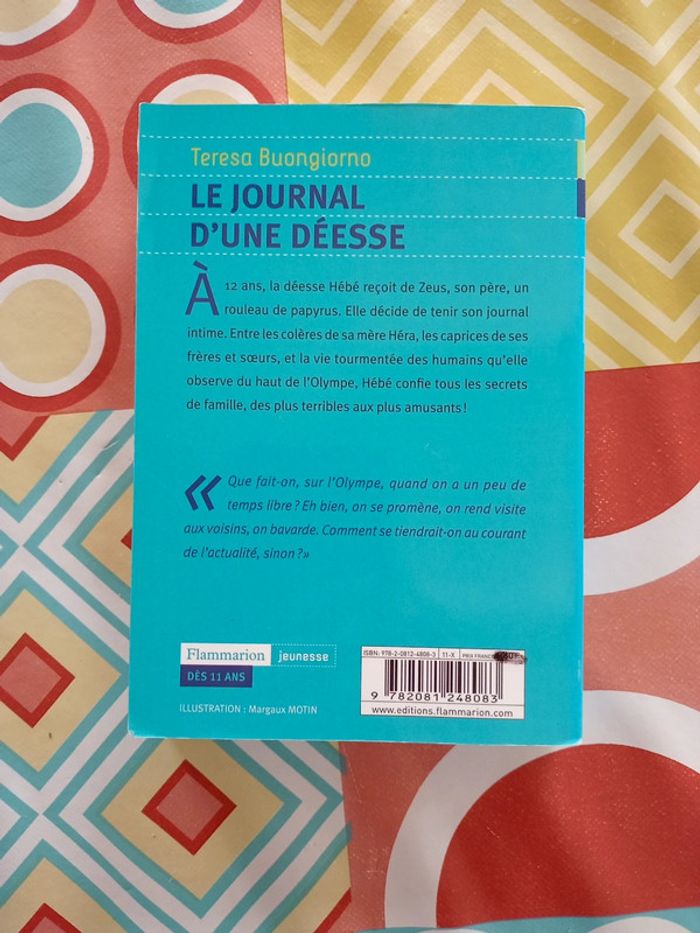 Teresa Buongiorno
LE JOURNAL
D'UNE DÉESSE
À 12 ans, la déesse Hébé reçoit de Zeus, son père, un
rouleau de papyrus. Elle décide de tenir son journal
intime. Entre les colères de sa mère Héra, les caprices de ses
frères et sœurs, et la vie tourmentée des humains qu'elle
observe du haut de l'Olympe, Hébé confie tous les secrets
de famille, des plus terribles aux plus amusants !
« Que fait-on, sur l'Olympe, quand on a un peu de
temps libre ? Eh bien, on se promène, on rend visite
aux voisins, on bavarde. Comment se tiendrait-on au courant
de l'actualité, sinon ?»
Flammarion jeunesse
DÈS 11 ANS
ILLUSTRATION : Margaux MOTIN
ISBN: 978-2-0812-4808-3 11-X PRIX FRANCE
9 782081 248083
www.editions.flammarion.com